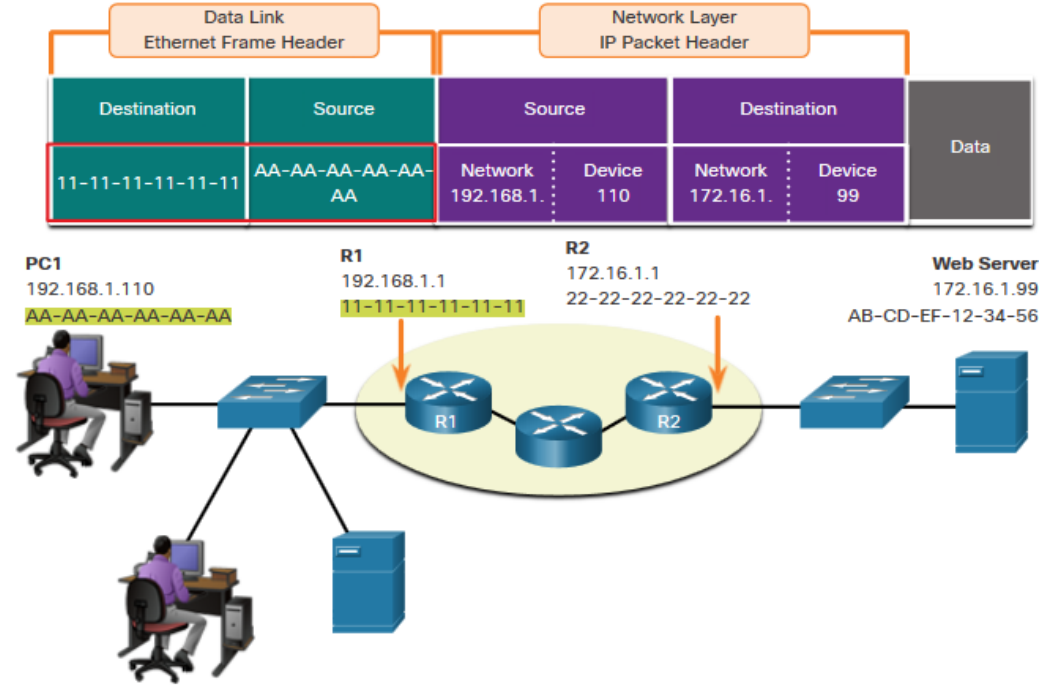 Data Link
Ethernet Frame Header
Network Layer
IP Packet Header
Destination
Source
Source
Destination
Data
11-11-11-11-11-11
AA-AA-AA-AA-AA-
AA
Network
192.168.1.
Device
110
Network
172.16.1.
Device
99
PC1
192.168.1.110
AA-AA-AA-AA-AA-AA
R1
192.168.1.1
11-11-11-11-11-11
R2
172.16.1.1
22-22-22-22-22-22
Web Server
172.16.1.99
AB-CD-EF-12-34-56
R1
R2